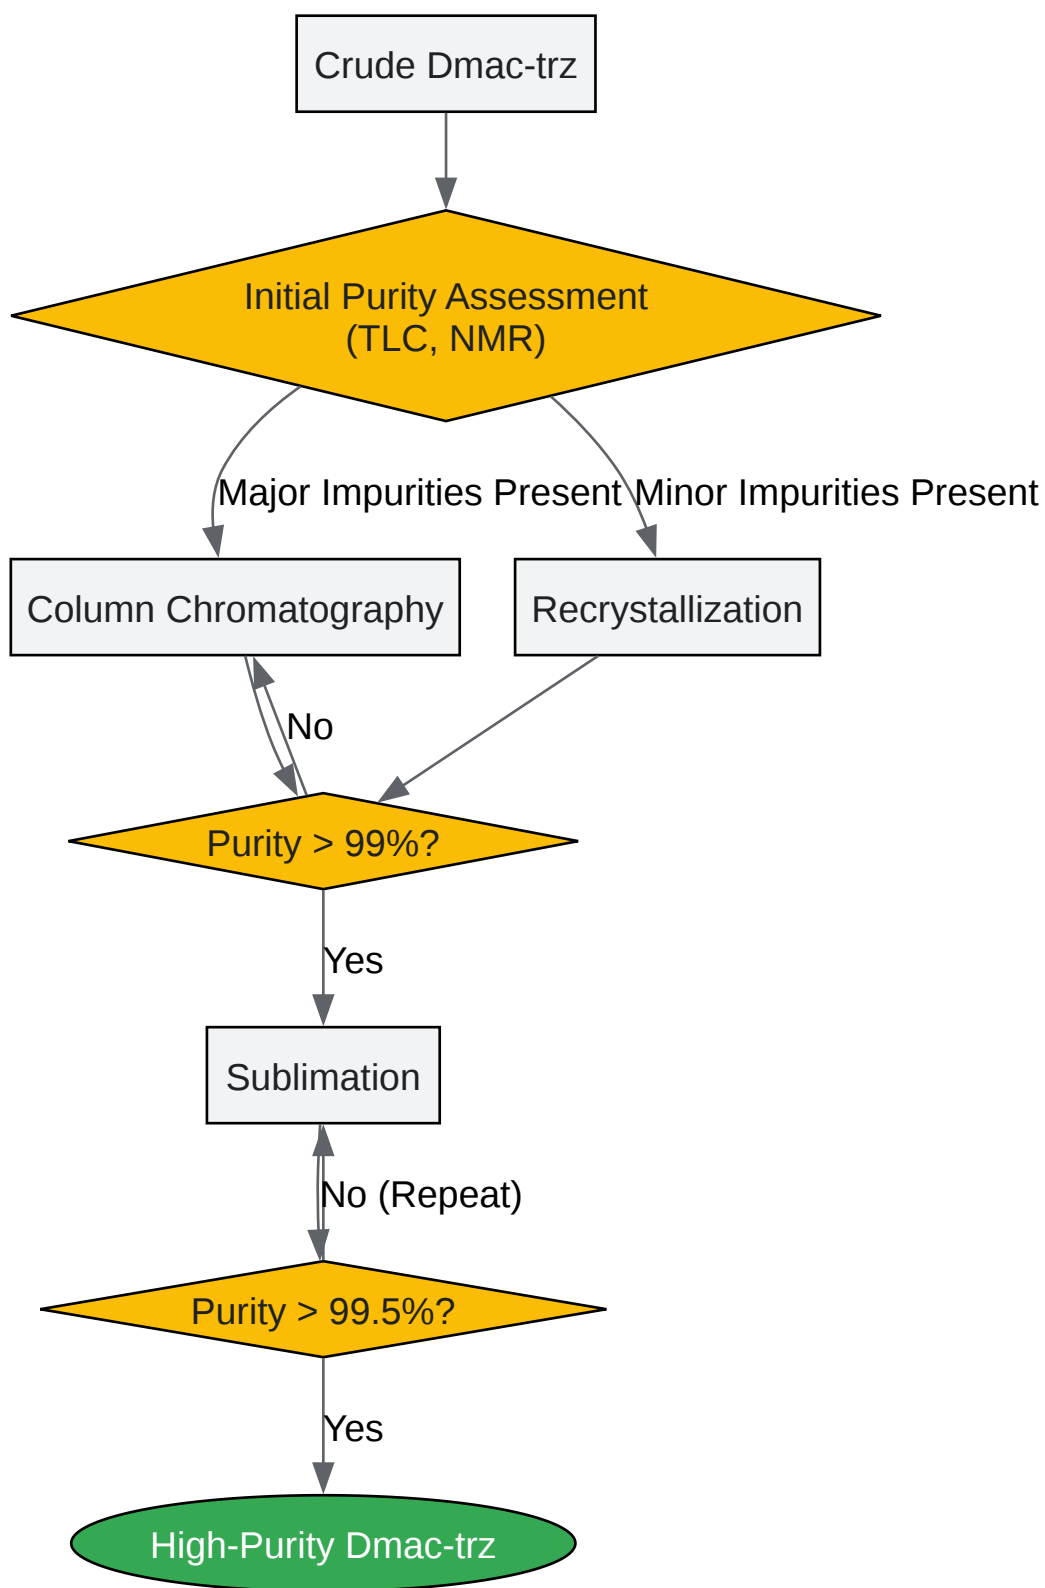 Crude Dmac-trz
Initial Purity Assessment
(TLC, NMR)
Major Impurities Present
Minor Impurities Present
Column Chromatography
Recrystallization
No
Purity > 99%?
Yes
Sublimation
No (Repeat)
Purity > 99.5%?
Yes
High-Purity Dmac-trz